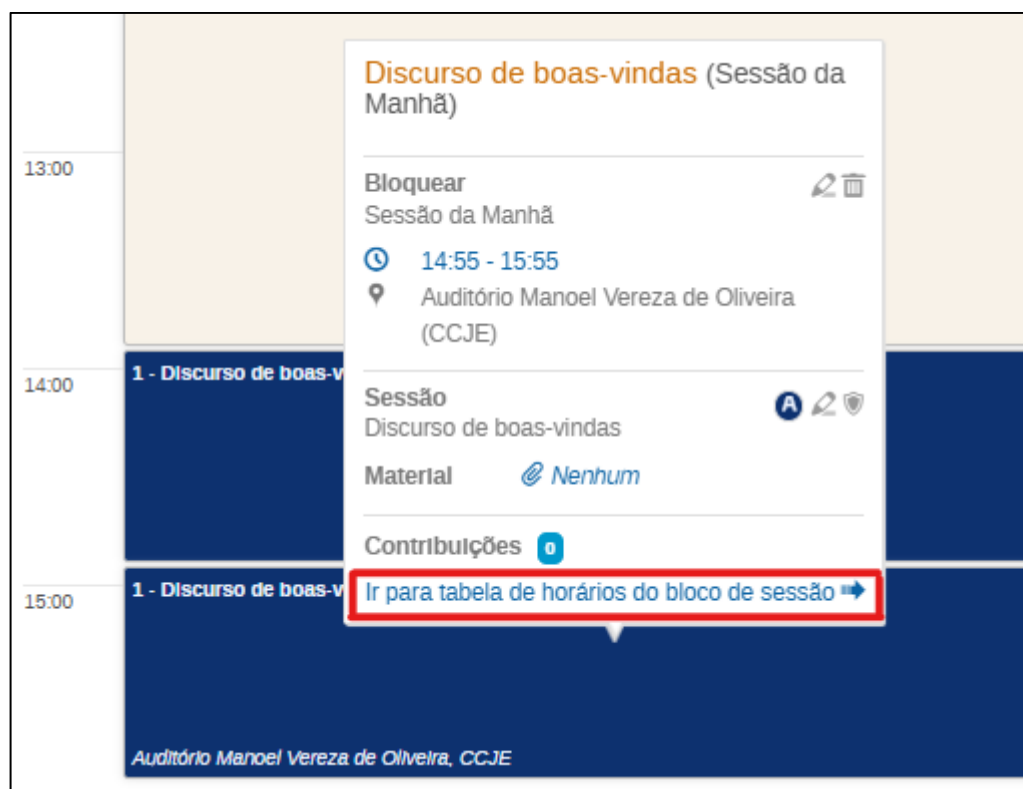 Discurso de boas-vindas (Sessão da
Manhã)
13:00
Bloquear
Sessão da Manhã
14:55 - 15:55
Auditório Manoel Vereza de Oliveira
(CCJE)
14:00
1 - Discurso de boas-v
Sessão
A
Discurso de boas-vindas
Material
Nenhum
Contribuições 0
15:00
1 - Discurso de boas-v
Ir para tabela de horários do bloco de sessão
Auditório Manoel Vereza de Oliveira, CCJE